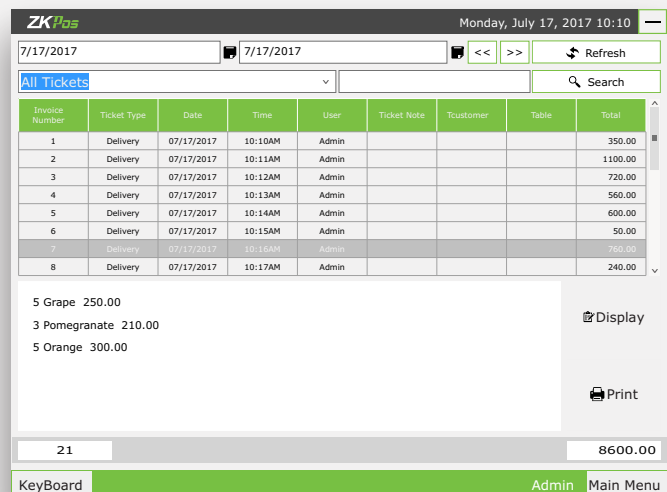 ZKPos Monday, July 17, 2017 10:10
7/17/2017 7/17/2017 << >> Refresh
All Tickets Search
Invoice Number Ticket Type Date Time User Ticket Note Tcustomer Table Total
1 Delivery 07/17/2017 10:10AM Admin 350.00
2 Delivery 07/17/2017 10:11AM Admin 1100.00
3 Delivery 07/17/2017 10:12AM Admin 720.00
4 Delivery 07/17/2017 10:13AM Admin 560.00
5 Delivery 07/17/2017 10:14AM Admin 600.00
6 Delivery 07/17/2017 10:15AM Admin 50.00
7 Delivery 07/17/2017 10:16AM Admin 760.00
8 Delivery 07/17/2017 10:17AM Admin 240.00
5 Grape 250.00
3 Pomegranate 210.00
5 Orange 300.00
Display
Print
21 8600.00
KeyBoard Admin Main Menu